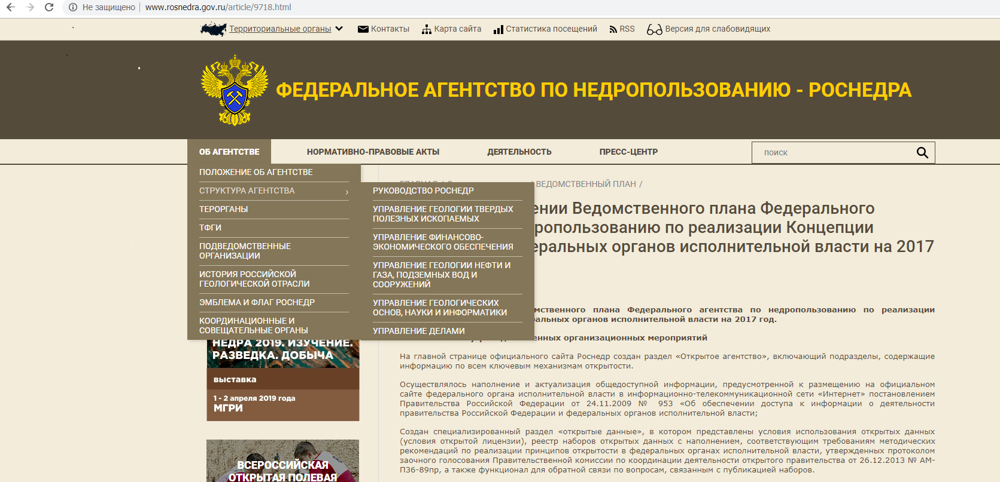 Не защищено www.rosnedra.gov.ru/article/9718.html
Территориальные органы Контакты Карта сайта Статистика посещений RSS Версия для слабовидящих
ФЕДЕРАЛЬНОЕ АГЕНТСТВО ПО НЕДРОПОЛЬЗОВАНИЮ - РОСНЕДРА
ОБ АГЕНТСТВЕ НОРМАТИВНО-ПРАВОВЫЕ АКТЫ ДЕЯТЕЛЬНОСТЬ ПРЕСС-ЦЕНТР поиск
ПОЛОЖЕНИЕ ОБ АГЕНТСТВЕ
СТРУКТУРА АГЕНТСТВА ›
ТЕРОРГАНЫ
ТФГИ
ПОДВЕДОМСТВЕННЫЕ
ОРГАНИЗАЦИИ
ИСТОРИЯ РОССИЙСКОЙ
ГЕОЛОГИЧЕСКОЙ ОТРАСЛИ
ЭМБЛЕМА И ФЛАГ РОСНЕДР
КООРДИНАЦИОННЫЕ И
СОВЕЩАТЕЛЬНЫЕ ОРГАНЫ
РУКОВОДСТВО РОСНЕДР
УПРАВЛЕНИЕ ГЕОЛОГИИ ТВЕРДЫХ
ПОЛЕЗНЫХ ИСКОПАЕМЫХ
УПРАВЛЕНИЕ ФИНАНСОВО-
ЭКОНОМИЧЕСКОГО ОБЕСПЕЧЕНИЯ
УПРАВЛЕНИЕ ГЕОЛОГИИ НЕФТИ И
ГАЗА, ПОДЗЕМНЫХ ВОД И
СООРУЖЕНИЙ
УПРАВЛЕНИЕ ГЕОЛОГИЧЕСКИХ
ОСНОВ, НАУКИ И ИНФОРМАТИКИ
УПРАВЛЕНИЕ ДЕЛАМИ
НЕДРА 2019. ИЗУЧЕНИЕ.
РАЗВЕДКА. ДОБЫЧА
выставка
1 - 2 апреля 2019 года
МГРИ
ВСЕРОССИЙСКАЯ
ОТКРЫТАЯ ПОЛЕВАЯ
/ ВЕДОМСТВЕННЫЙ ПЛАН /
ении Ведомственного плана Федерального
ропользованию по реализации Концепции
еральных органов исполнительной власти на 2017
мственного плана Федерального агентства по недропользованию по реализации
альных органов исполнительной власти на 2017 год.
енных организационных мероприятий
На главной странице официального сайта Роснедр создан раздел «Открытое агентство», включающий подразделы, содержащие
информацию по всем ключевым механизмам открытости.
Осуществлялось наполнение и актуализация общедоступной информации, предусмотренной к размещению на официальном
сайте федерального органа исполнительной власти в информационно-телекоммуникационной сети «Интернет» постановлением
Правительства Российской Федерации от 24.11.2009 № 953 «Об обеспечении доступа к информации о деятельности
правительства Российской Федерации и федеральных органов исполнительной власти;
Создан специализированный раздел «открытые данные», в котором представлены условия использования открытых данных
(условия открытой лицензии), реестр наборов открытых данных с наполнением, соответствующим требованиям методических
рекомендаций по реализации принципов открытости в федеральных органах исполнительной власти, утвержденных протоколом
заочного голосования Правительственной комиссии по координации деятельности открытого правительства от 26.12.2013 № АМ-
П36-89пр, а также функционал для обратной связи по вопросам, связанным с публикацией наборов.